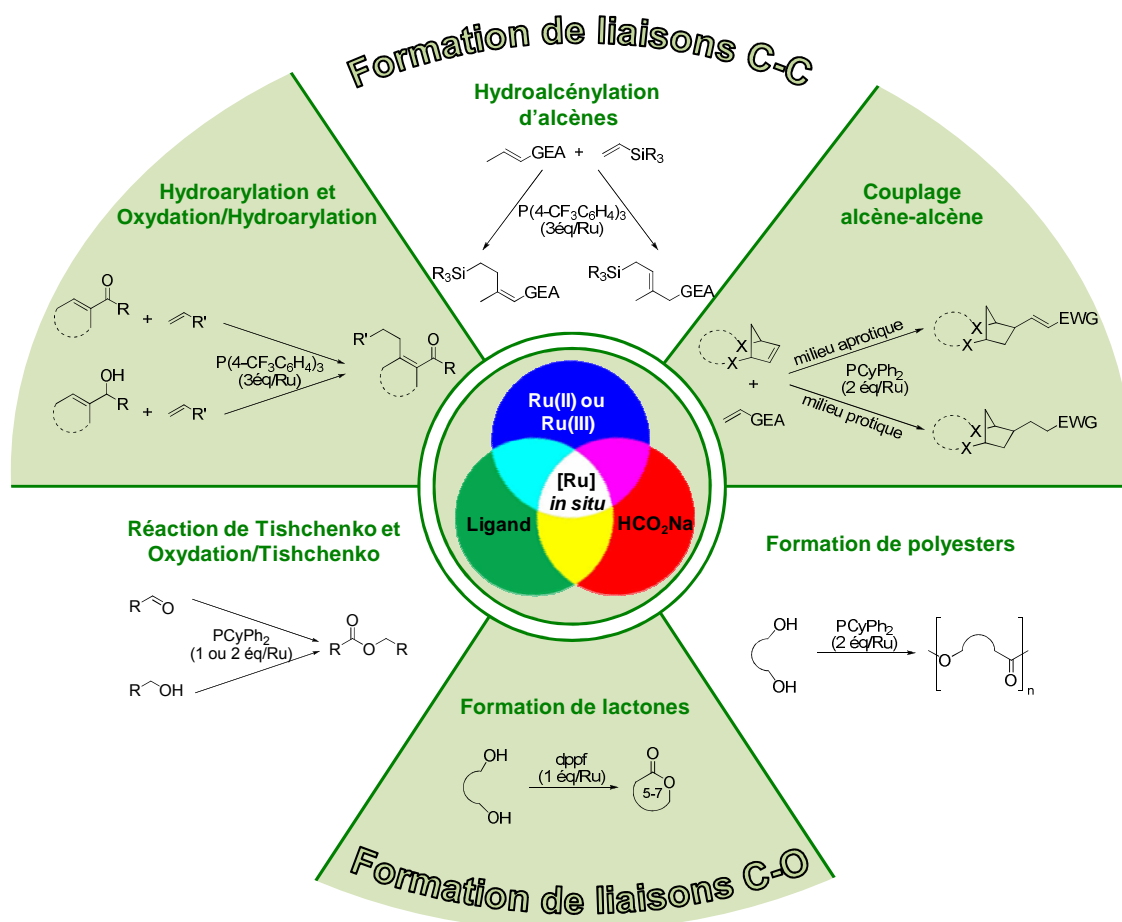 Formation de liaisons C-C
Hydroalcénylation
d'alcènes
GEA + SiR3
P(4-CF3C6H4)3
(3éq/Ru)
R3Si
GEA
R3Si
GEA
Hydroarylation et
Oxydation/Hydroarylation
O
R
+
R'
OH
R
+
R'
P(4-CF3C6H4)3
(3éq/Ru)
R'
O
R
Couplage
alcène-alcène
X
X
+
GEA
milieu aprotique
PCyPh2
(2 éq/Ru)
milieu protique
X
X
EWG
X
X
EWG
Ru(II) ou
Ru(III)
[Ru]
in situ
Ligand
HCO2Na
Réaction de Tishchenko et
Oxydation/Tishchenko
R
O
PCyPh2
(1 ou 2 éq/Ru)
R
OH
O
R
O
R
Formation de polyesters
OH
OH
PCyPh2
(2 éq/Ru)
O
O
n
Formation de lactones
OH
OH
dppf
(1 éq/Ru)
O
O
5-7
Formation de liaisons C-O